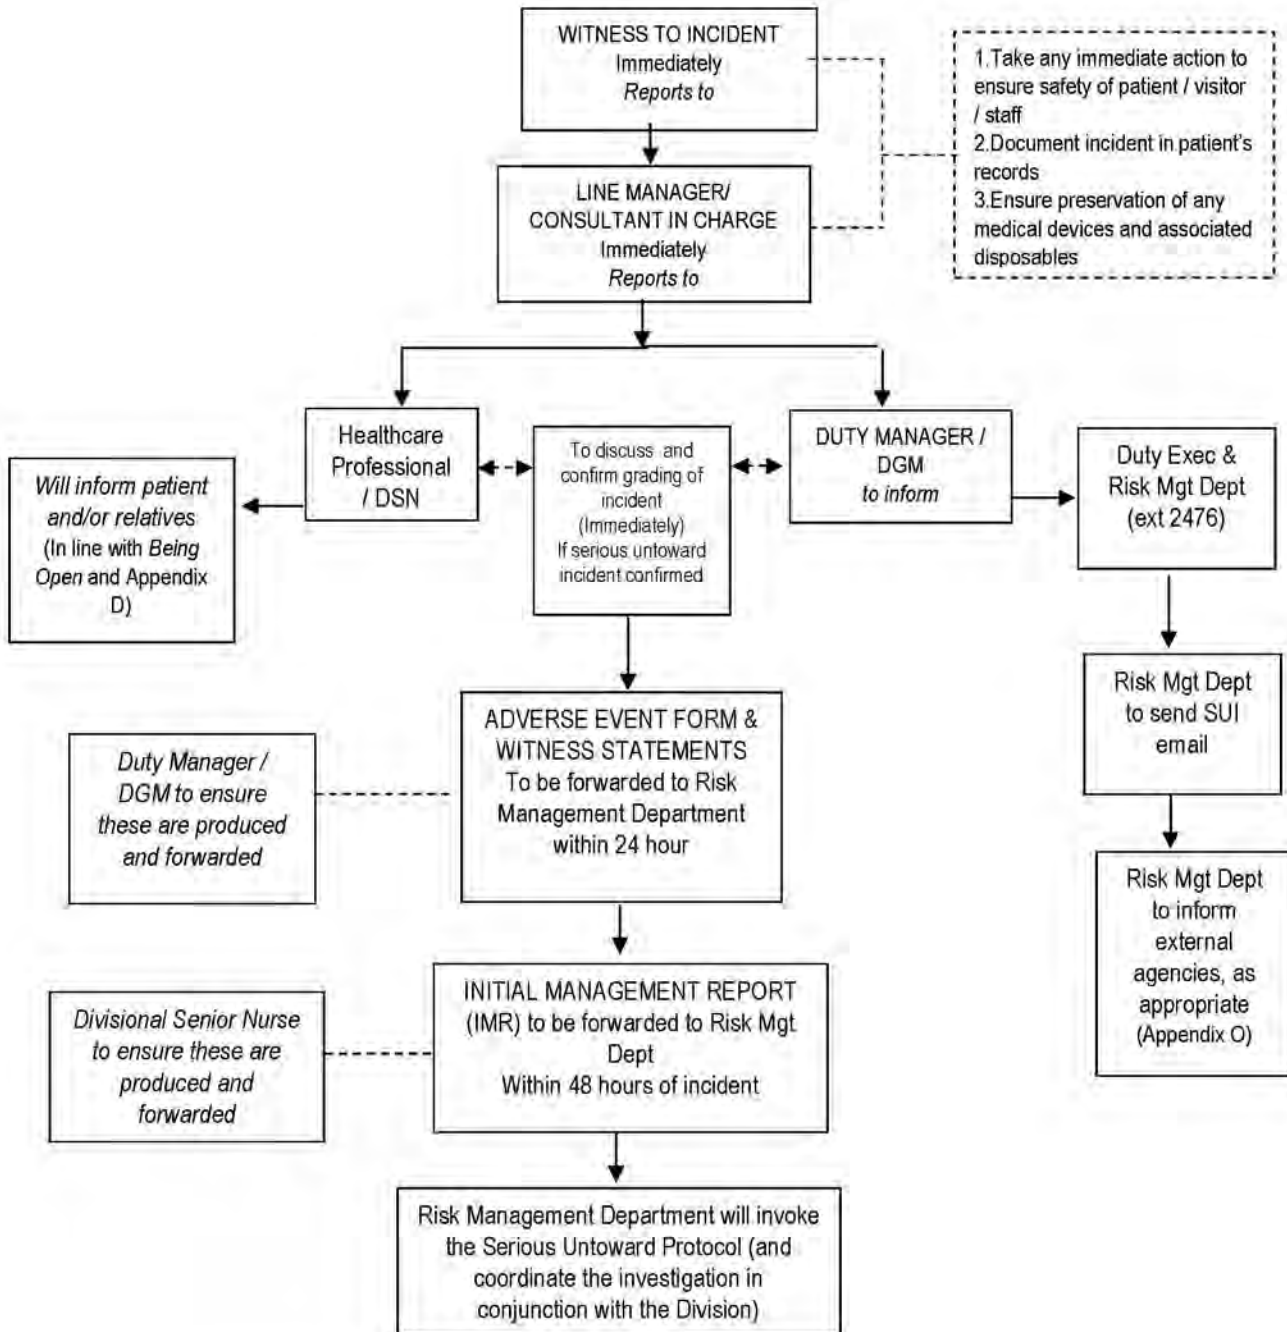 WITNESS TO INCIDENT
Immediately
Reports to
1.Take any immediate action to
ensure safety of patient / visitor
/ staff
2.Document incident in patient's
records
3.Ensure preservation of any
medical devices and associated
disposables
LINE MANAGER/
CONSULTANT IN CHARGE
Immediately
Reports to
Healthcare
Professional
/ DSN
To discuss and
confirm grading of
incident
(Immediately)
If serious untoward
incident confirmed
DUTY MANAGER /
DGM
to inform
Duty Exec &
Risk Mgt Dept
(ext 2476)
Will inform patient
and/or relatives
(In line with Being
Open and Appendix
D)
Risk Mgt Dept
to send SUI
email
ADVERSE EVENT FORM &
WITNESS STATEMENTS
To be forwarded to Risk
Management Department
within 24 hour
Duty Manager /
DGM to ensure
these are produced
and forwarded
Risk Mgt Dept
to inform
external
agencies, as
appropriate
(Appendix O)
INITIAL MANAGEMENT REPORT
(IMR) to be forwarded to Risk Mgt
Dept
Within 48 hours of incident
Divisional Senior Nurse
to ensure these are
produced and
forwarded
Risk Management Department will invoke
the Serious Untoward Protocol (and
coordinate the investigation in
conjunction with the Division)